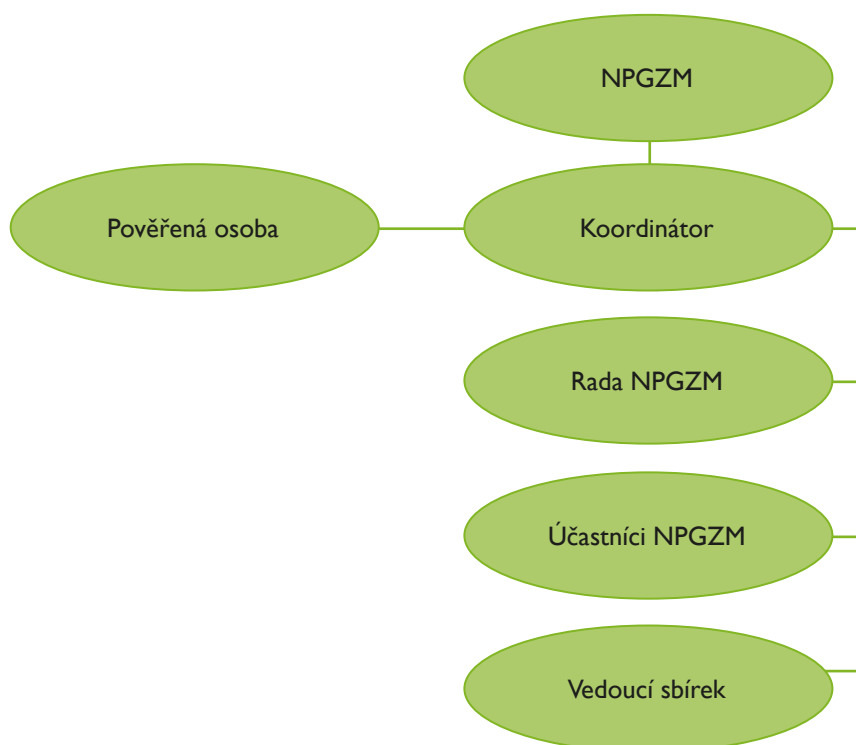 NPGZM
Pověřená osoba
Koordinátor
Rada NPGZM
Účastníci NPGZM
Vedoucí sbírek